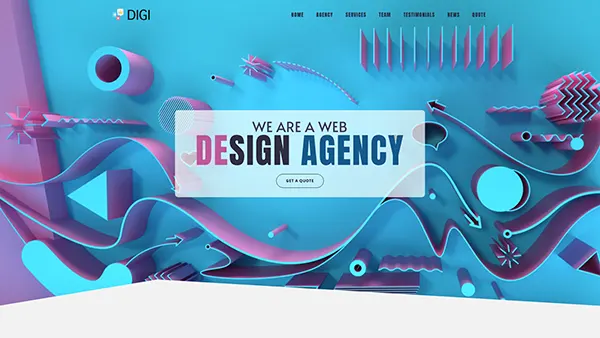 DIGI
HOME AGENCY SERVICES TEAM TESTIMONIALS NEWS QUOTE
WE ARE A WEB
DESIGN AGENCY
GET A QUOTE